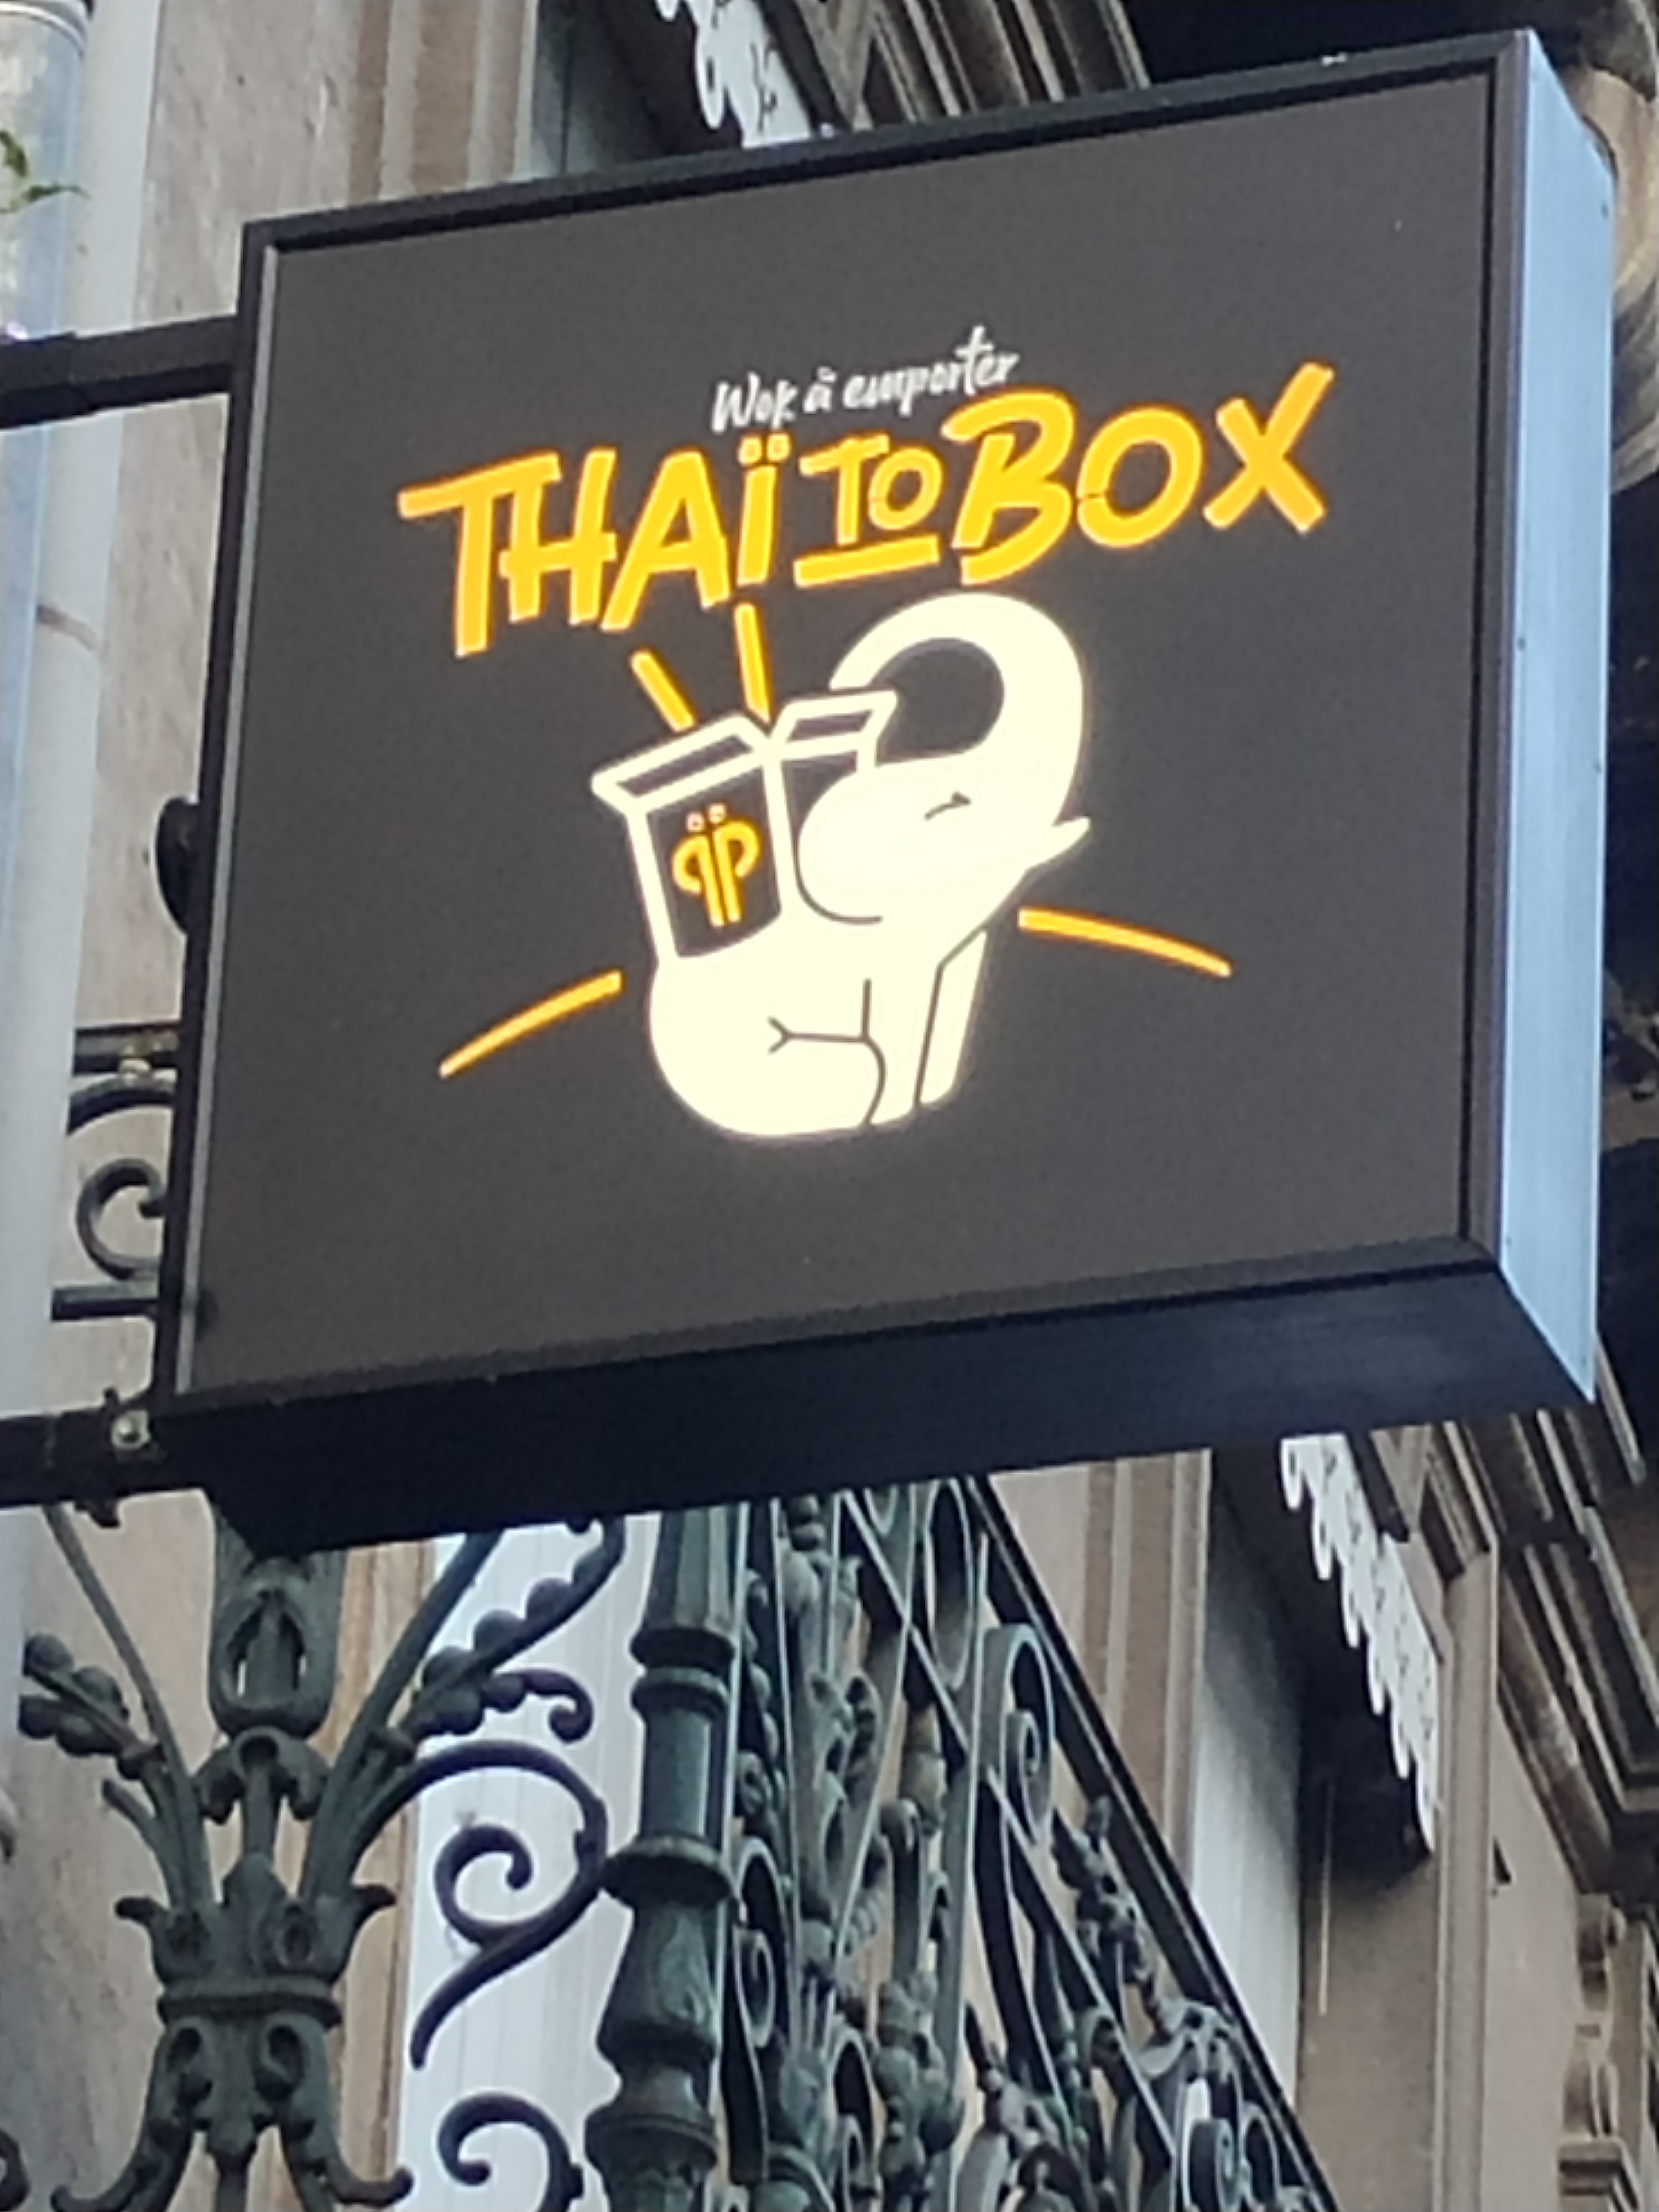 Wok à emporter
THAÏ TO BOX